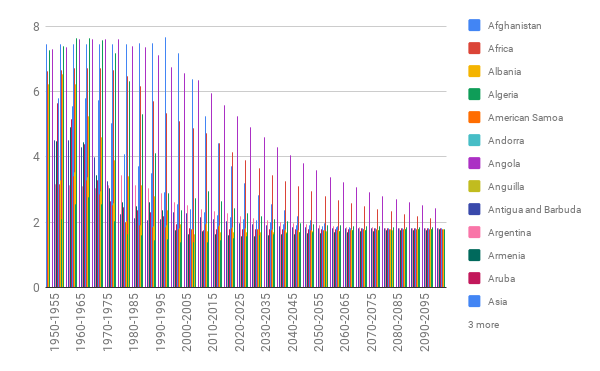 8
6
4
2
0
1950-1955
1960-1965
1970-1975
1980-1985
1990-1995
2000-2005
2010-2015
2020-2025
2030-2035
2040-2045
2050-2055
2060-2065
2070-2075
2080-2085
2090-2095
Afghanistan
Africa
Albania
Algeria
American Samoa
Andorra
Angola
Anguilla
Antigua and Barbuda
Argentina
Armenia
Aruba
Asia
3 more